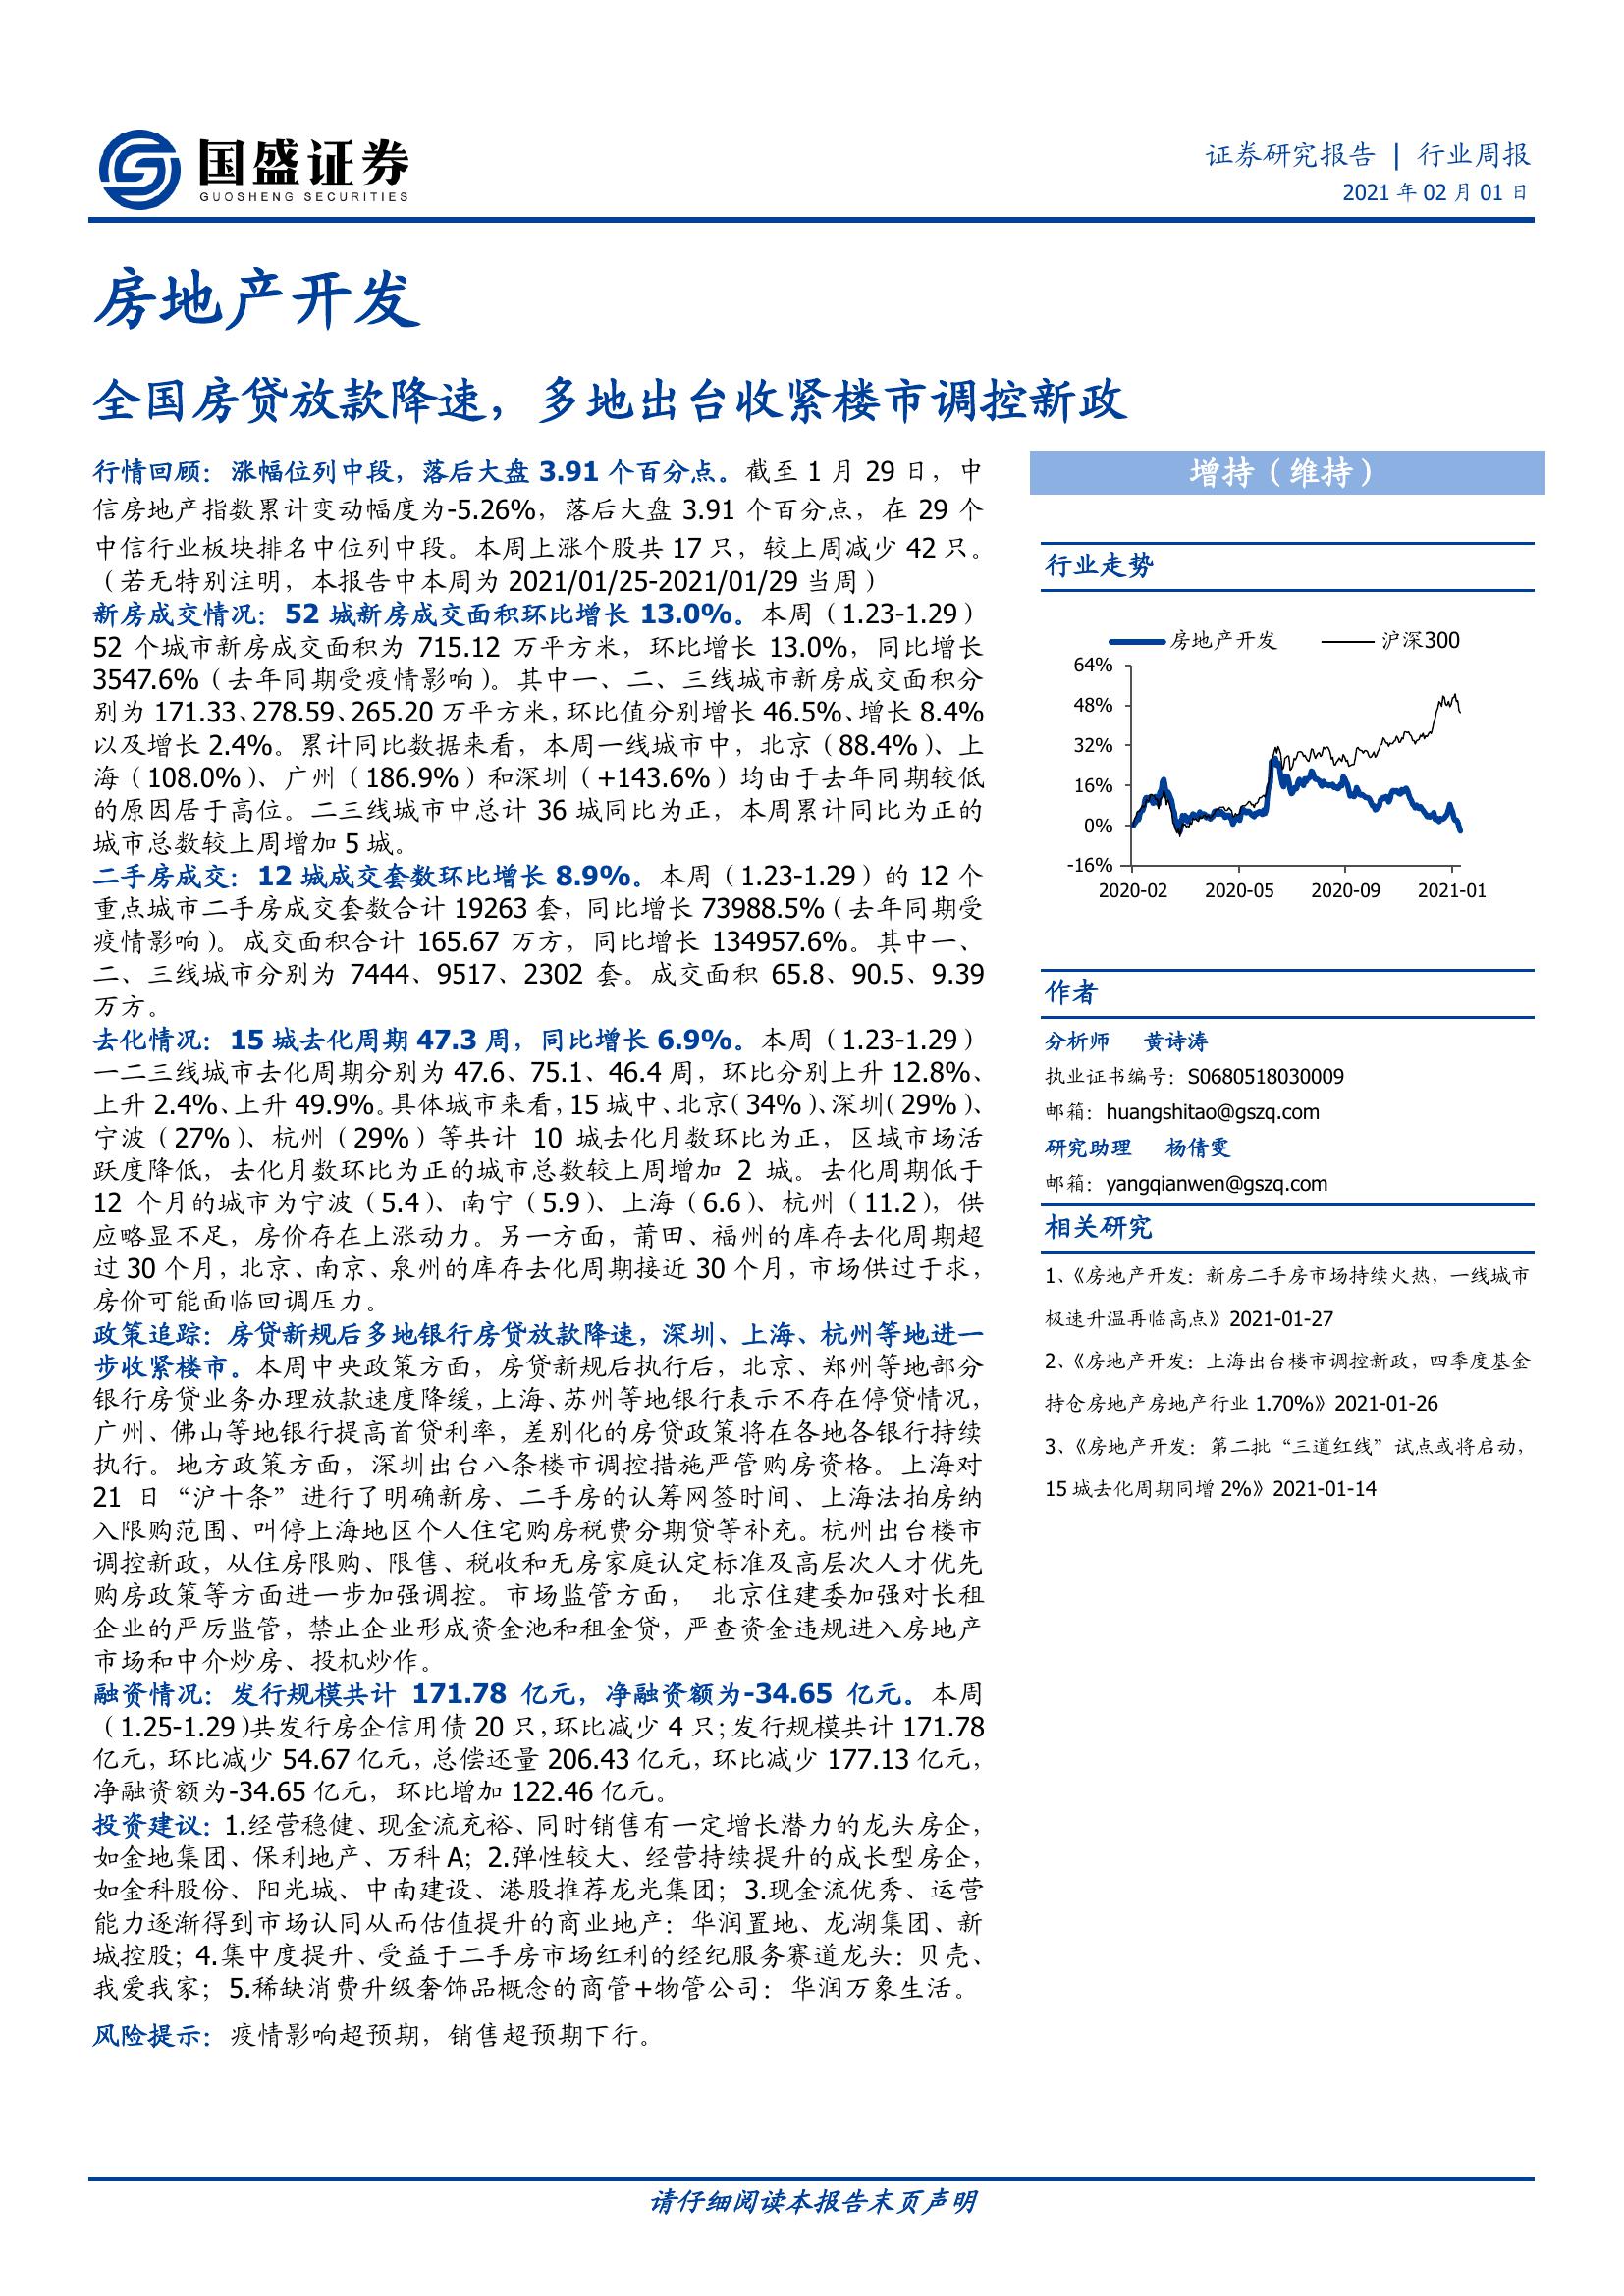 国盛证券
GUOSHENG SECURITIES
证券研究报告 | 行业周报
2021 年 02 月 01 日
房地产开发
全国房贷放款降速，多地出台收紧楼市调控新政
行情回顾：涨幅位列中段，落后大盘 3.91 个百分点。截至 1 月 29 日，中
信房地产指数累计变动幅度为-5.26%，落后大盘 3.91 个百分点，在 29 个
中信行业板块排名中位列中段。本周上涨个股共 17 只，较上周减少 42 只。
（若无特别注明，本报告中本周为 2021/01/25-2021/01/29 当周）
新房成交情况：52 城新房成交面积环比增长 13.0%。本周（1.23-1.29）
52 个城市新房成交面积为 715.12 万平方米，环比增长 13.0%，同比增长
3547.6%（去年同期受疫情影响）。其中一、二、三线城市新房成交面积分
别为 171.33、278.59、265.20 万平方米，环比值分别增长 46.5%、增长 8.4%
以及增长 2.4%。累计同比数据来看，本周一线城市中，北京（88.4%）、上
海（108.0%）、广州（186.9%）和深圳（+143.6%）均由于去年同期较低
的原因居于高位。二三线城市中总计 36 城同比为正，本周累计同比为正的
城市总数较上周增加 5 城。
二手房成交：12 城成交套数环比增长 8.9%。本周（1.23-1.29）的 12 个
重点城市二手房成交套数合计 19263 套，同比增长 73988.5%（去年同期受
疫情影响）。成交面积合计 165.67 万方，同比增长 134957.6%。其中一、
二、三线城市分别为 7444、9517、2302 套。成交面积 65.8、90.5、9.39
万方。
去化情况：15 城去化周期 47.3 周，同比增长 6.9%。本周（1.23-1.29）
一二三线城市去化周期分别为 47.6、75.1、46.4 周，环比分别上升 12.8%、
上升 2.4%、上升 49.9%。具体城市来看，15 城中、北京（34%）、深圳（29%）、
宁波（27%）、杭州（29%）等共计 10 城去化月数环比为正，区域市场活
跃度降低，去化月数环比为正的城市总数较上周增加 2 城。去化周期低于
12 个月的城市为宁波（5.4）、南宁（5.9）、上海（6.6）、杭州（11.2），供
应略显不足，房价存在上涨动力。另一方面，莆田、福州的库存去化周期超
过 30 个月，北京、南京、泉州的库存去化周期接近 30 个月，市场供过于求，
房价可能面临回调压力。
政策追踪：房贷新规后多地银行房贷放款降速，深圳、上海、杭州等地进一
步收紧楼市。本周中央政策方面，房贷新规后执行后，北京、郑州等地部分
银行房贷业务办理放款速度降缓，上海、苏州等地银行表示不存在停贷情况，
广州、佛山等地银行提高首贷利率，差别化的房贷政策将在各地各银行持续
执行。地方政策方面，深圳出台八条楼市调控措施严管购房资格。上海对
21 日“沪十条”进行了明确新房、二手房的认筹网签时间、上海法拍房纳
入限购范围、叫停上海地区个人住宅购房税费分期贷等补充。杭州出台楼市
调控新政，从住房限购、限售、税收和无房家庭认定标准及高层次人才优先
购房政策等方面进一步加强调控。市场监管方面， 北京住建委加强对长租
企业的严厉监管，禁止企业形成资金池和租金贷，严查资金违规进入房地产
市场和中介炒房、投机炒作。
融资情况：发行规模共计 171.78 亿元，净融资额为-34.65 亿元。本周
（1.25-1.29）共发行房企信用债 20 只，环比减少 4 只；发行规模共计 171.78
亿元，环比减少 54.67 亿元，总偿还量 206.43 亿元，环比减少 177.13 亿元，
净融资额为-34.65 亿元，环比增加 122.46 亿元。
投资建议：1.经营稳健、现金流充裕、同时销售有一定增长潜力的龙头房企，
如金地集团、保利地产、万科 A；2.弹性较大、经营持续提升的成长型房企，
如金科股份、阳光城、中南建设、港股推荐龙光集团；3.现金流优秀、运营
能力逐渐得到市场认同从而估值提升的商业地产：华润置地、龙湖集团、新
城控股；4.集中度提升、受益于二手房市场红利的经纪服务赛道龙头：贝壳、
我爱我家；5.稀缺消费升级奢饰品概念的商管+物管公司：华润万象生活。
风险提示：疫情影响超预期，销售超预期下行。
增持（维持）
行业走势
房地产开发 沪深300
64%
48%
32%
16%
0%
-16%
2020-02 2020-05 2020-09 2021-01
作者
分析师 黄诗涛
执业证书编号：S0680518030009
邮箱：huangshitao@gszq.com
研究助理 杨倩雯
邮箱：yangqianwen@gszq.com
相关研究
1、《房地产开发：新房二手房市场持续火热，一线城市
极速升温再临高点》2021-01-27
2、《房地产开发：上海出台楼市调控新政，四季度基金
持仓房地产房地产行业 1.70%》2021-01-26
3、《房地产开发：第二批“三道红线”试点或将启动，
15 城去化周期同增 2%》2021-01-14
请仔细阅读本报告末页声明